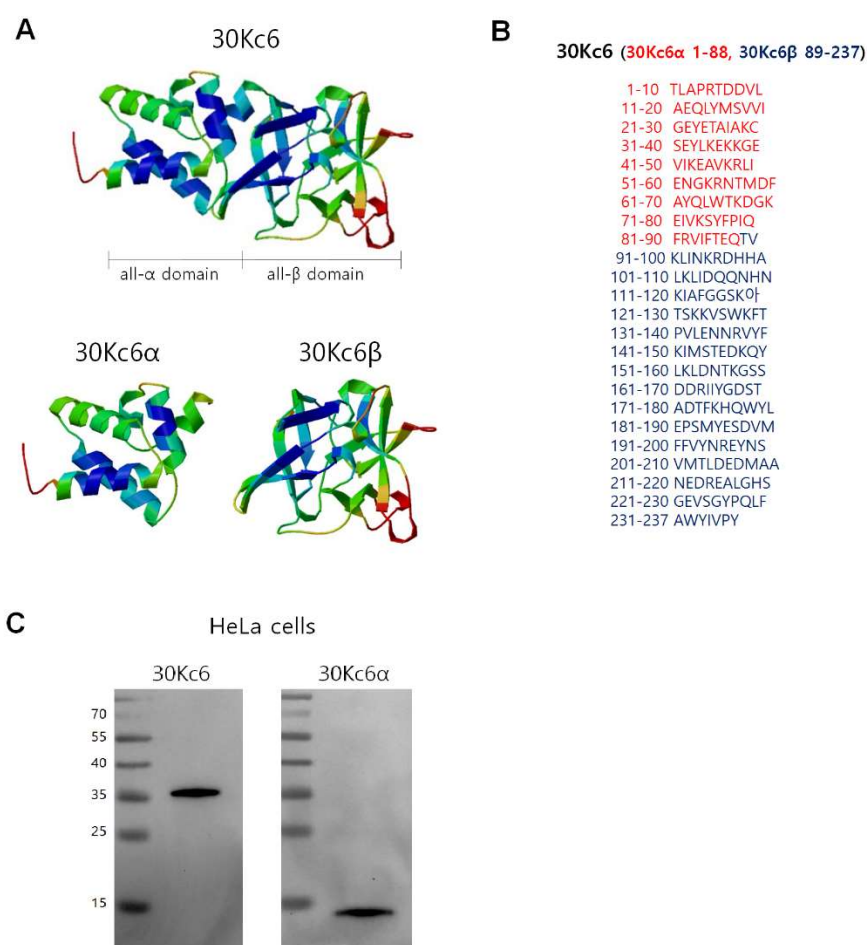 A
30Kc6
all-α domain
all-β domain
30Kc6α
30Kc6β
B
30Kc6 (30Kc6α 1-88, 30Kc6β 89-237)
1-10 TLAPRTDDVL
11-20 AEQLYMSVVI
21-30 GEYETAIAKC
31-40 SEYLKEKKGE
41-50 VIKEAVKRLI
51-60 ENGKRNTMDF
61-70 AYQLWTKDGK
71-80 EIVKSYFPIQ
81-90 FRVIFTEQTV
91-100 KLINKRDHHA
101-110 LKLIDQQNHN
111-120 KIAFGGSK아
121-130 TSKKVSWKFT
131-140 PVLENNRVYF
141-150 KIMSTEDKQY
151-160 LKLDNTKGSS
161-170 DDRIIYGDST
171-180 ADTFKHQWYL
181-190 EPSMYESDVM
191-200 FFVYNREYNS
201-210 VMTLDEDMAA
211-220 NEDREALGHS
221-230 GEVSGYPQLF
231-237 AWYIVPY
C
HeLa cells
30Kc6
30Kc6α
70
55
40
35
25
15